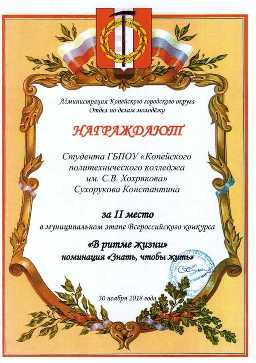 Администрация Копейского городского округа
Отдел по делам молодёжи
НАГРАЖДАЮТ
Студента ГБПОУ «Копейского
политехнического колледжа
им. С.В. Хохрякова»
Сухорукова Константина
за II место
в муниципальном этапе Всероссийского конкурса
«В ритме жизни»
номинация «Знать, чтобы жить»
30 ноября 2018 года